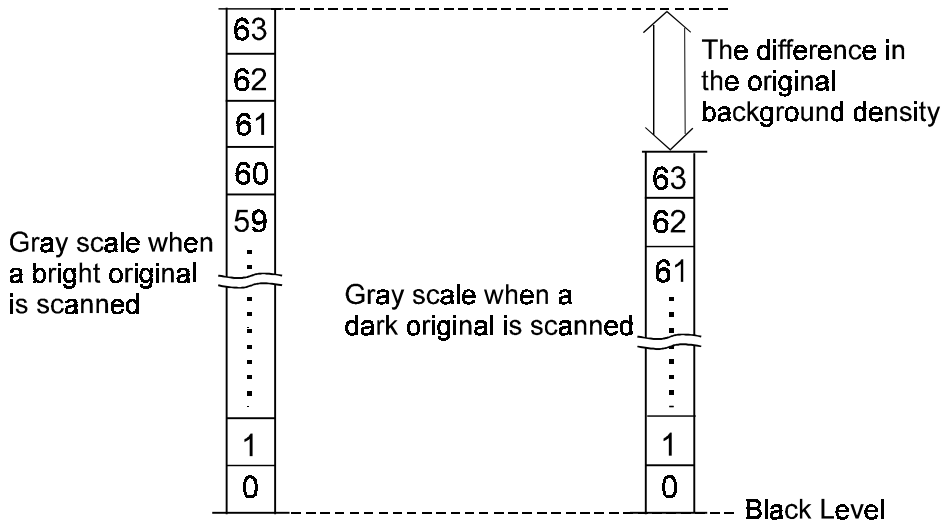 63
62
61
60
59
1
0
Gray scale when
a bright original
is scanned
Gray scale when a
dark original is scanned
63
62
61
1
0
The difference in
the original
background density
Black Level